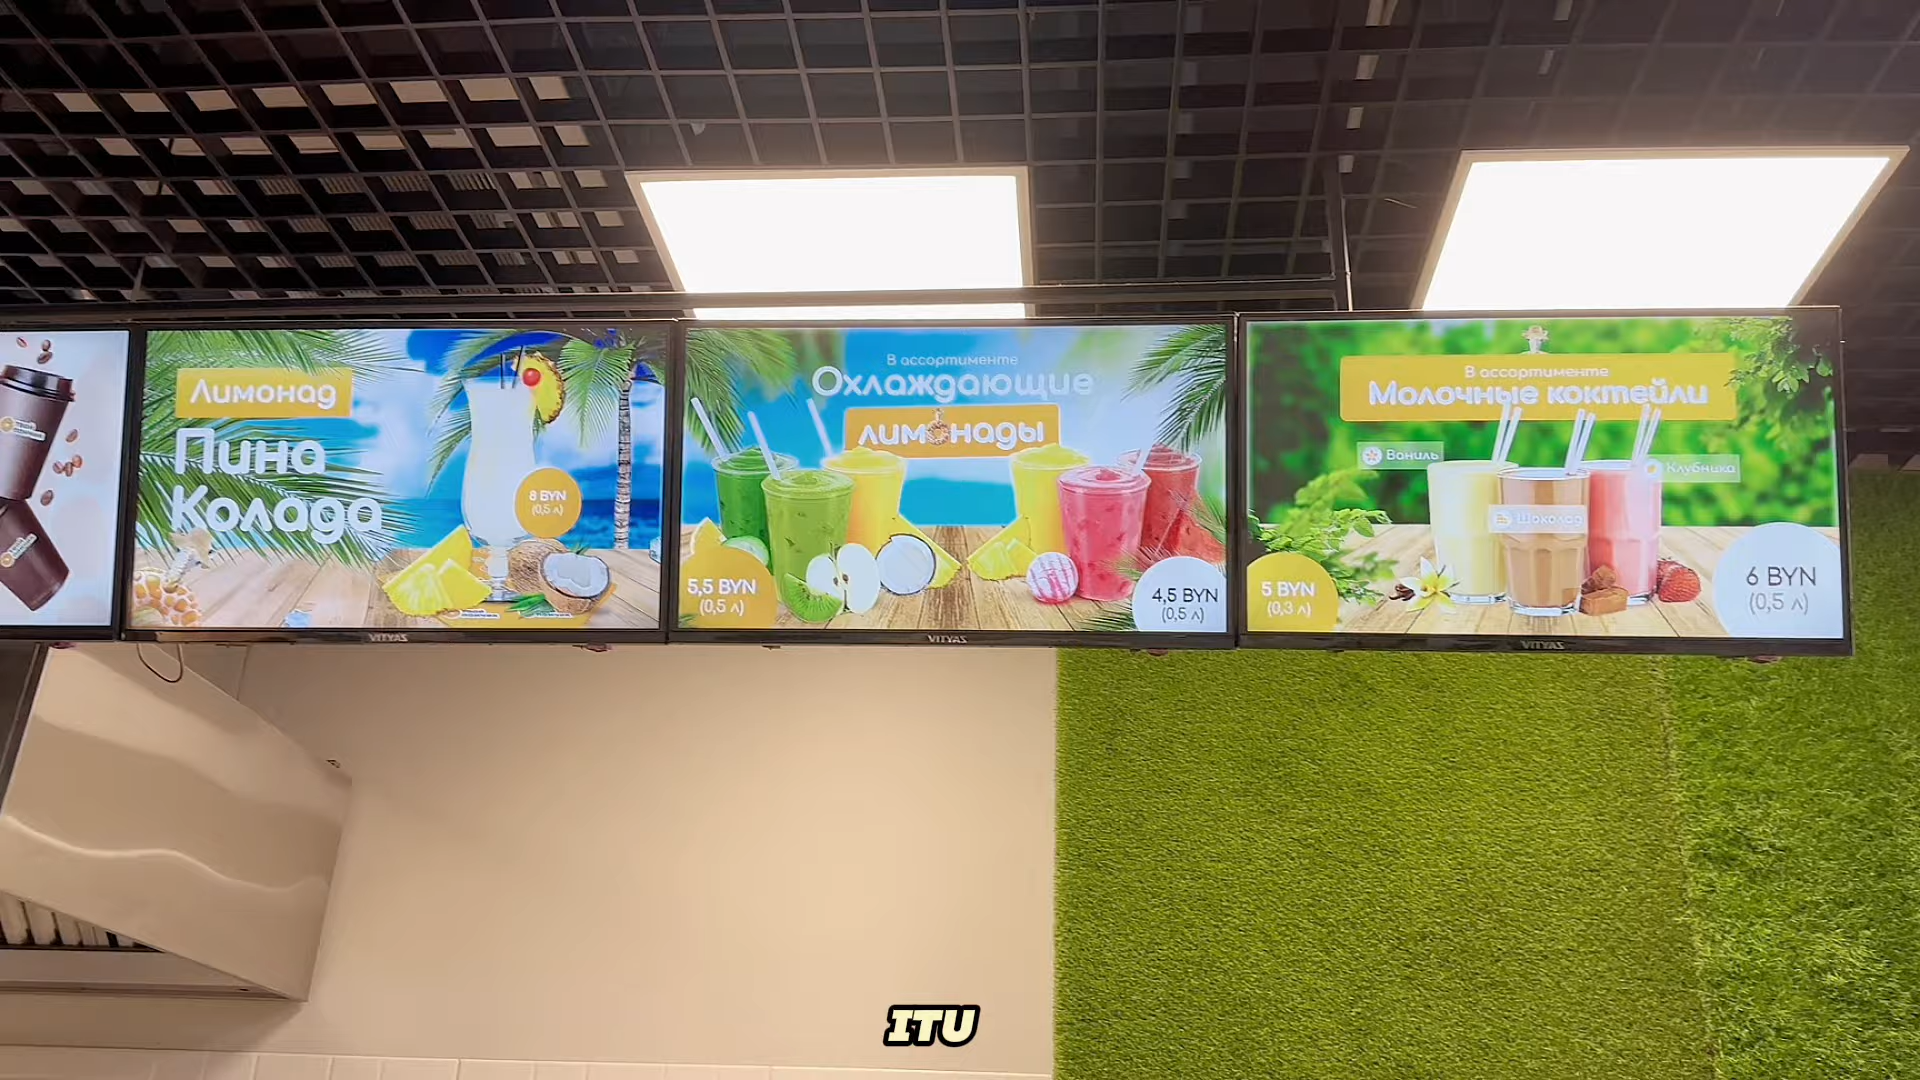 Лимонад
Пина
Колада
8 BYN
(0,5 л)
VITYAS
В ассортименте
Охлаждающие
лимонады
5,5 BYN
(0,5 л)
4,5 BYN
(0,5 л)
VITYAS
В ассортименте
Молочные коктейли
Ваниль
Клубника
Шоколад
5 BYN
(0,3 л)
6 BYN
(0,5 л)
VITYAS
ITU